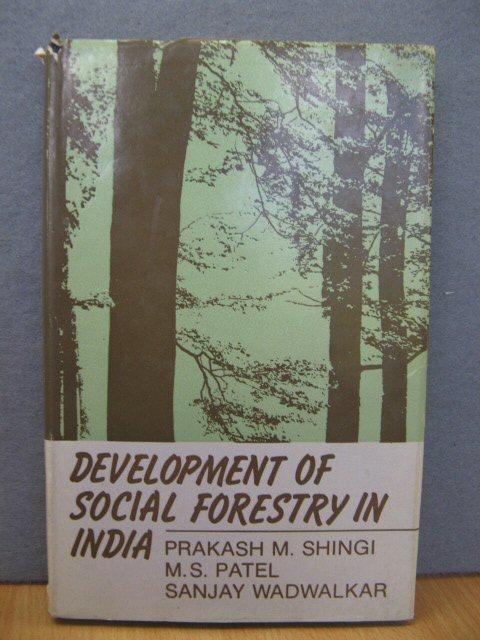 DEVELOPMENT OF
SOCIAL FORESTRY IN
INDIA
PRAKASH M. SHINGI
M.S. PATEL
SANJAY WADWALKAR